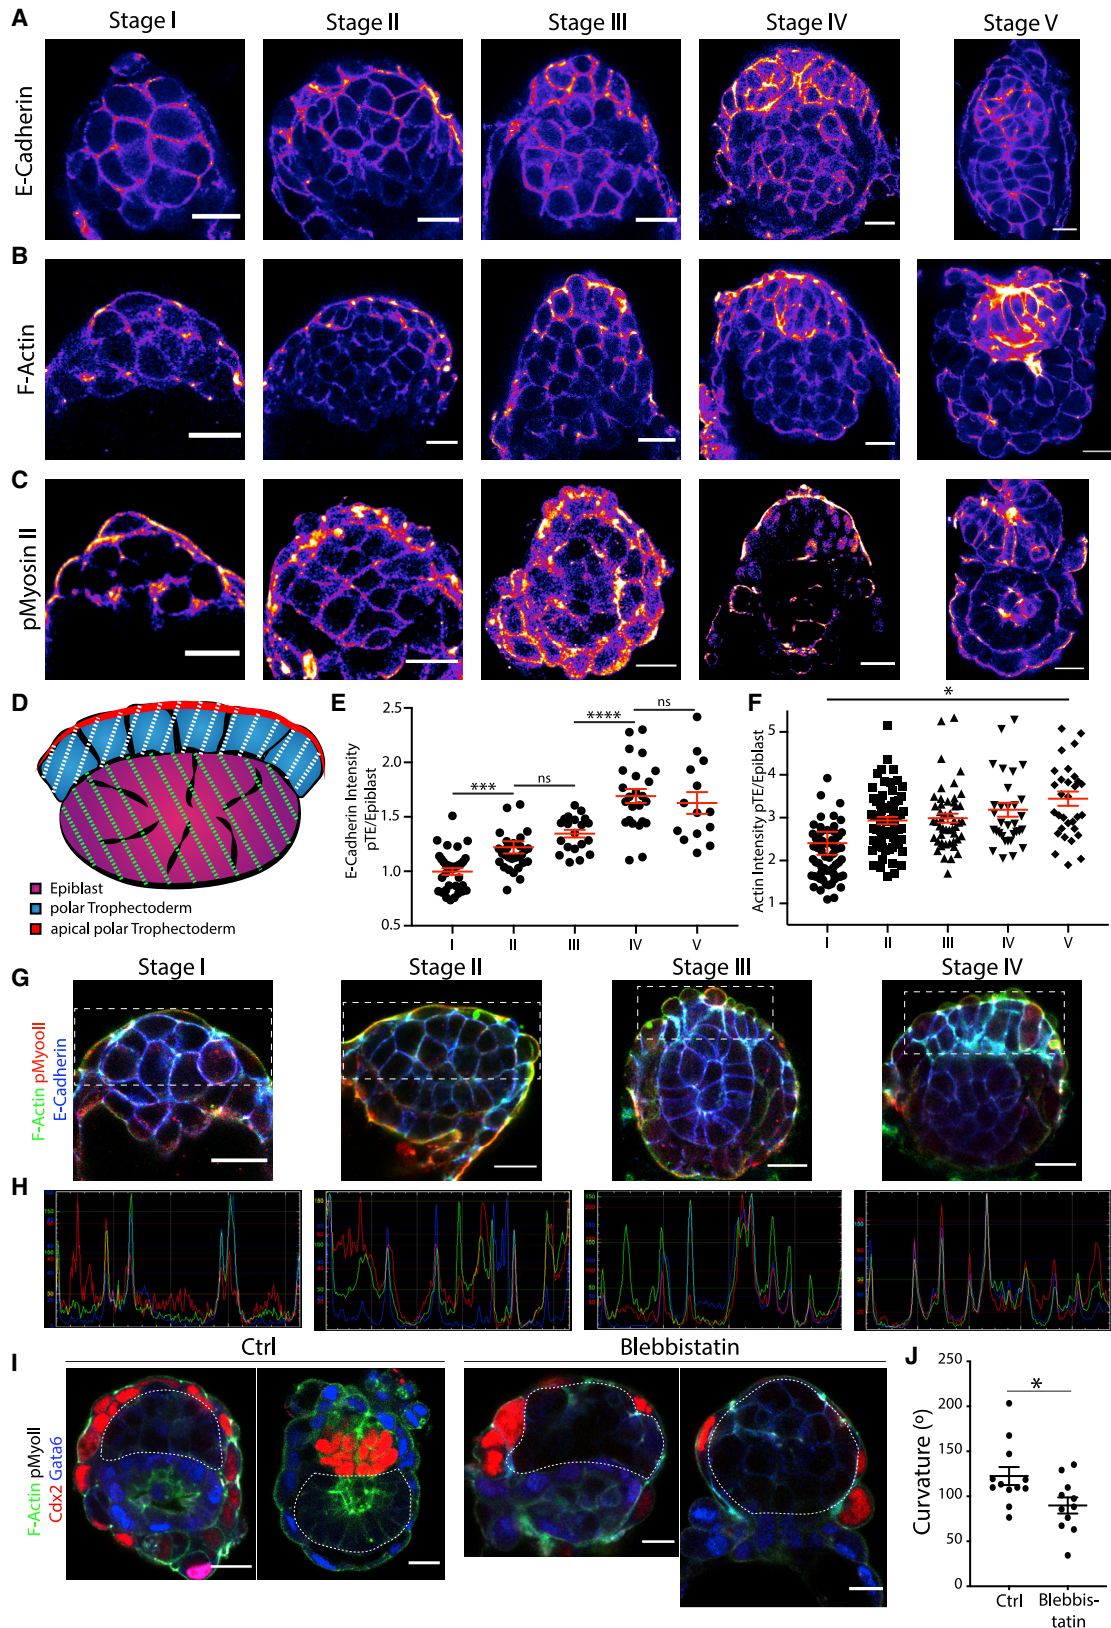 A
Stage I
Stage II
Stage III
Stage IV
Stage V
E-Cadherin
B
F-Actin
C
pMyosin II
D
Epiblast
polar Trophectoderm
apical polar Trophectoderm
E
E-Cadherin Intensity
pTE/Epiblast
2.5
2.0
1.5
1.0
0.5
***
ns
****
ns
I
II
III
IV
V
F
Actin Intensity pTE/Epiblast
5
4
3
2
1
*
I
II
III
IV
V
G
Stage I
Stage II
Stage III
Stage IV
F-Actin pMyooII
E-Cadherin
H
I
Ctrl
Blebbistatin
F-Actin pMyoII
Cdx2 Gata6
J
Curvature (o)
250
200
150
100
50
0
*
Ctrl
Blebbis-
tatin